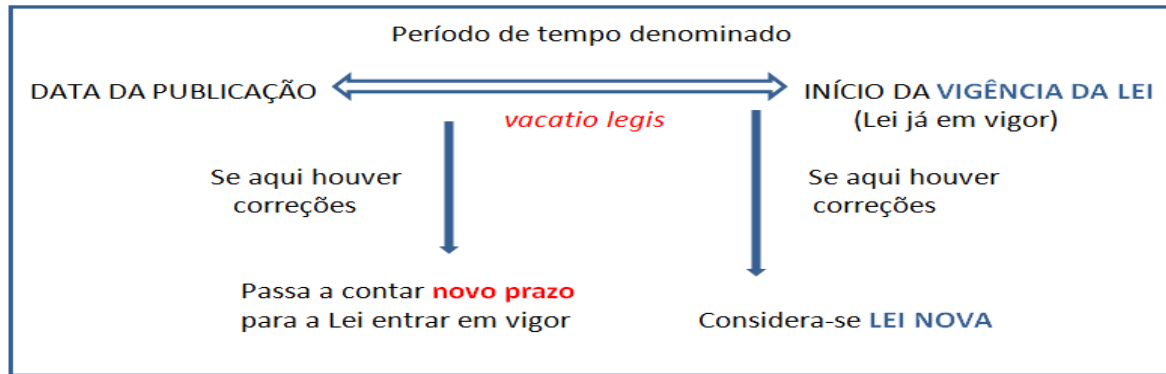 Período de tempo denominado
DATA DA PUBLICAÇÃO
INÍCIO DA VIGÊNCIA DA LEI
vacatio legis
(Lei já em vigor)
Se aqui houver
correções
Se aqui houver
correções
Passa a contar novo prazo
para a Lei entrar em vigor
Considera-se LEI NOVA